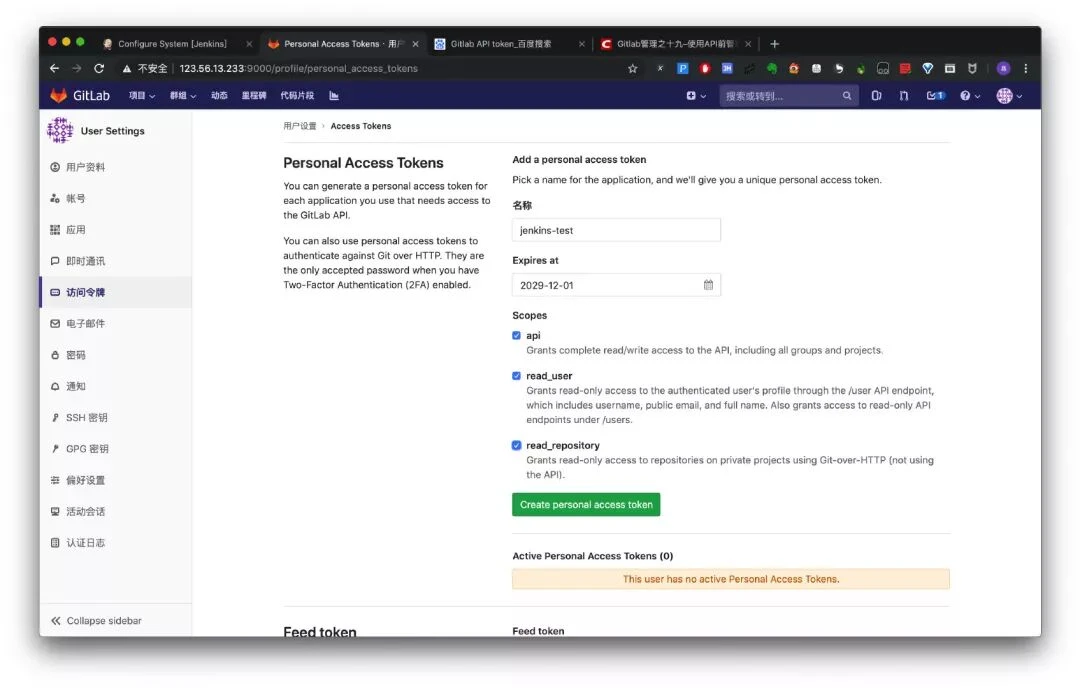 Configure System [Jenkins]
Personal Access Tokens · 用户
Gitlab API token_百度搜索
Gitlab管理之十九–使用API前管
不安全 | 123.56.13.233:9000/profile/personal_access_tokens
GitLab 项目 群组 动态 里程碑 代码片段
搜索或转到...
1
User Settings
用户资料
帐号
应用
即时通讯
访问令牌
电子邮件
密码
通知
SSH 密钥
GPG 密钥
偏好设置
活动会话
认证日志
Collapse sidebar
用户设置 › Access Tokens
Personal Access Tokens
You can generate a personal access token for
each application you use that needs access to
the GitLab API.
You can also use personal access tokens to
authenticate against Git over HTTP. They are
the only accepted password when you have
Two-Factor Authentication (2FA) enabled.
Add a personal access token
Pick a name for the application, and we'll give you a unique personal access token.
名称
jenkins-test
Expires at
2029-12-01
Scopes
api
Grants complete read/write access to the API, including all groups and projects.
read_user
Grants read-only access to the authenticated user's profile through the /user API endpoint,
which includes username, public email, and full name. Also grants access to read-only API
endpoints under /users.
read_repository
Grants read-only access to repositories on private projects using Git-over-HTTP (not using
the API).
Create personal access token
Active Personal Access Tokens (0)
This user has no active Personal Access Tokens.
Feed token
Feed token